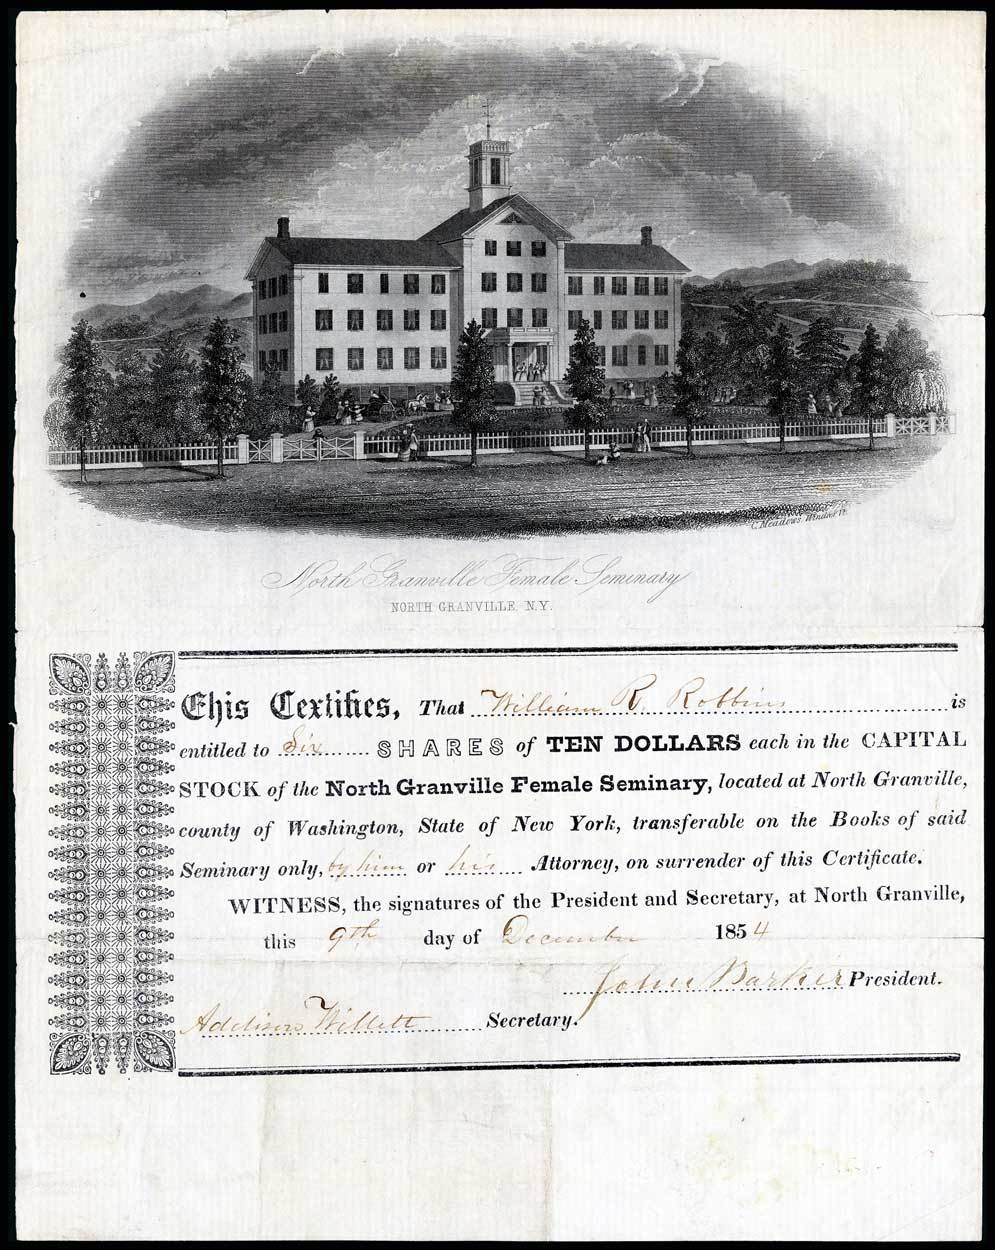 C. Meadows. Windsor Vt.
North Granville Female Seminary
NORTH GRANVILLE, N.Y.
This Certifies, That William R. Robbins is
entitled to Six SHARES of TEN DOLLARS each in the CAPITAL
STOCK of the North Granville Female Seminary, located at North Granville,
county of Washington, State of New York, transferable on the Books of said
Seminary only, by him or his Attorney, on surrender of this Certificate.
WITNESS, the signatures of the President and Secretary, at North Granville,
this 9th day of December 1854
John Barker President.
Addison Willett Secretary.